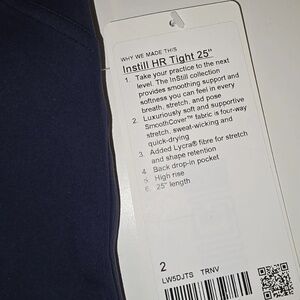 WHY WE MADE THIS
Instill HR Tight 25"
1. Take your practice to the next
level. The InStill collection
provides smoothing support and
softness you can feel in every
breath, stretch, and pose
2. Luxuriously soft and supportive
SmoothCover™ fabric is four-way
stretch, sweat-wicking and
quick-drying
3. Added Lycra® fibre for stretch
and shape retention
4. Back drop-in pocket
5. High rise
6. 25" length
2
LW5DJTS TRNV